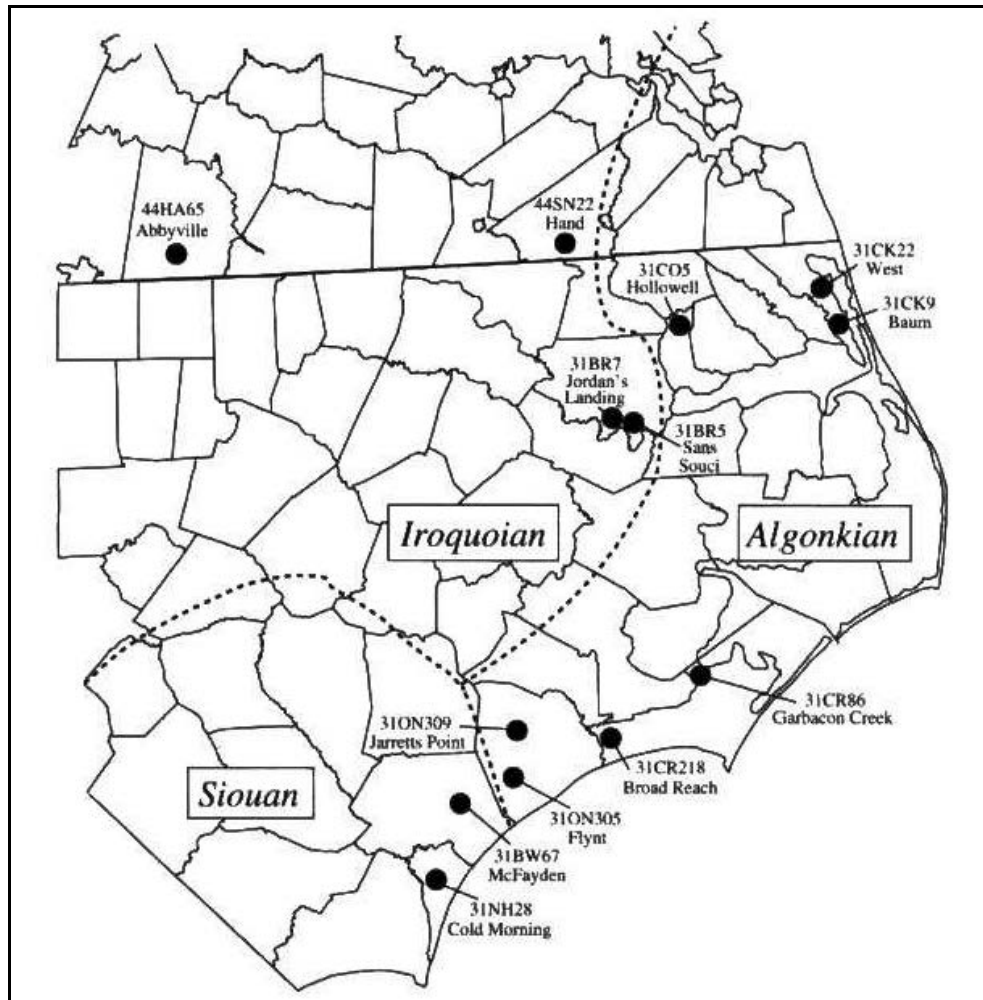 44HA65
Abbyville
44SN22
Hand
31CO5
Hollowell
31CK22
West
31CK9
Baum
31BR7
Jordan's
Landing
31BR5
Sans
Souci
Iroquoian
Algonkian
31CR86
Garbacon Creek
31ON309
Jarretts Point
31CR218
Broad Reach
Siouan
31ON305
Flynt
31BW67
McFayden
31NH28
Cold Morning